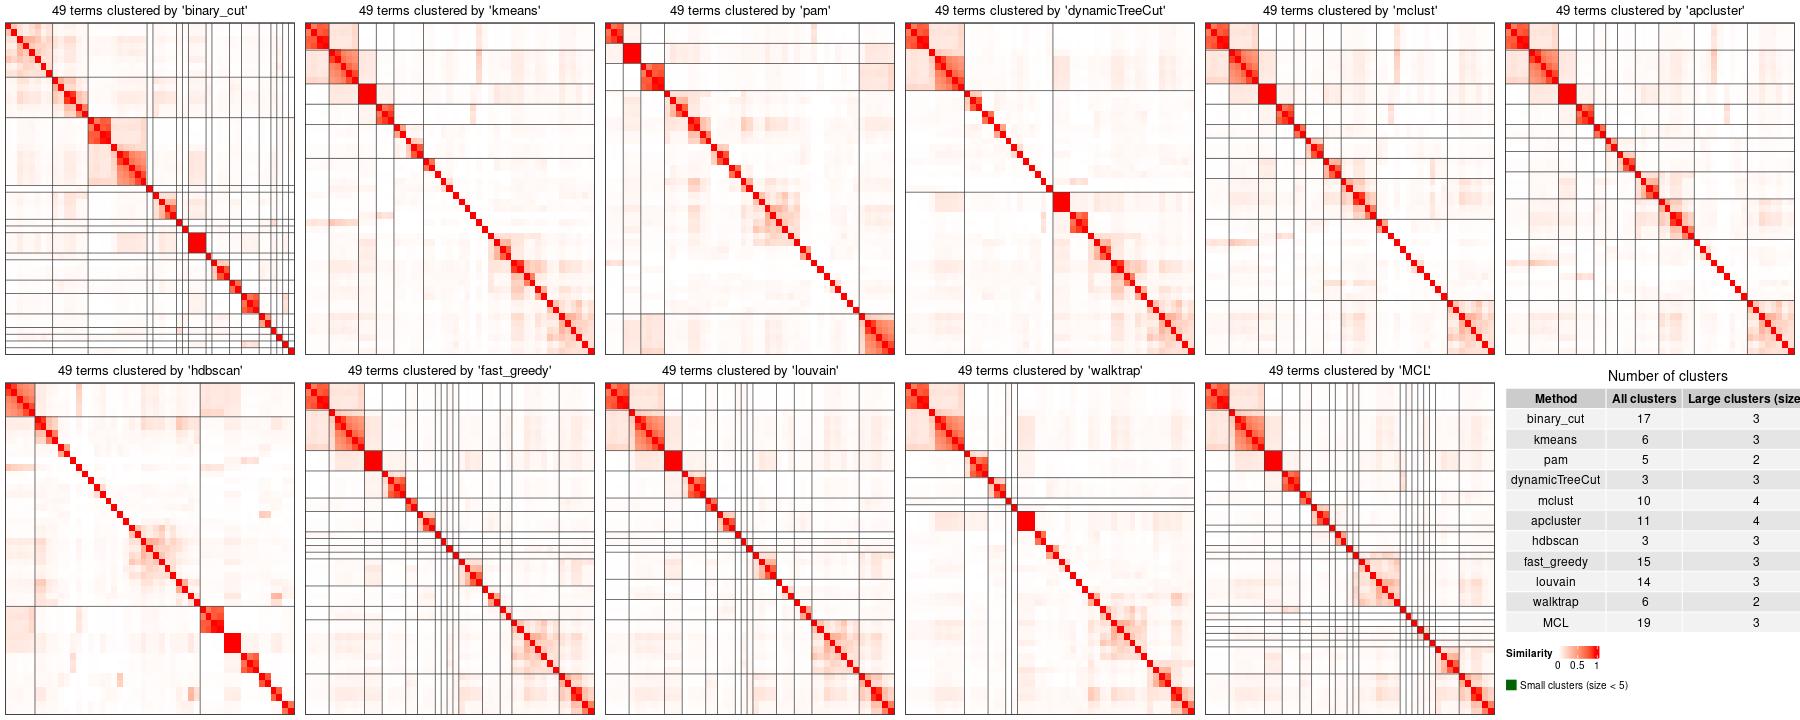 49 terms clustered by 'binary_cut'
49 terms clustered by 'kmeans'
49 terms clustered by 'pam'
49 terms clustered by 'dynamicTreeCut'
49 terms clustered by 'mclust'
49 terms clustered by 'apcluster'
49 terms clustered by 'hdbscan'
49 terms clustered by 'fast_greedy'
49 terms clustered by 'louvain'
49 terms clustered by 'walktrap'
49 terms clustered by 'MCL'
Number of clusters
Method All clusters Large clusters (size
binary_cut 17 3
kmeans 6 3
pam 5 2
dynamicTreeCut 3 3
mclust 10 4
apcluster 11 4
hdbscan 3 3
fast_greedy 15 3
louvain 14 3
walktrap 6 2
MCL 19 3
Similarity
0 0.5 1
Small clusters (size < 5)